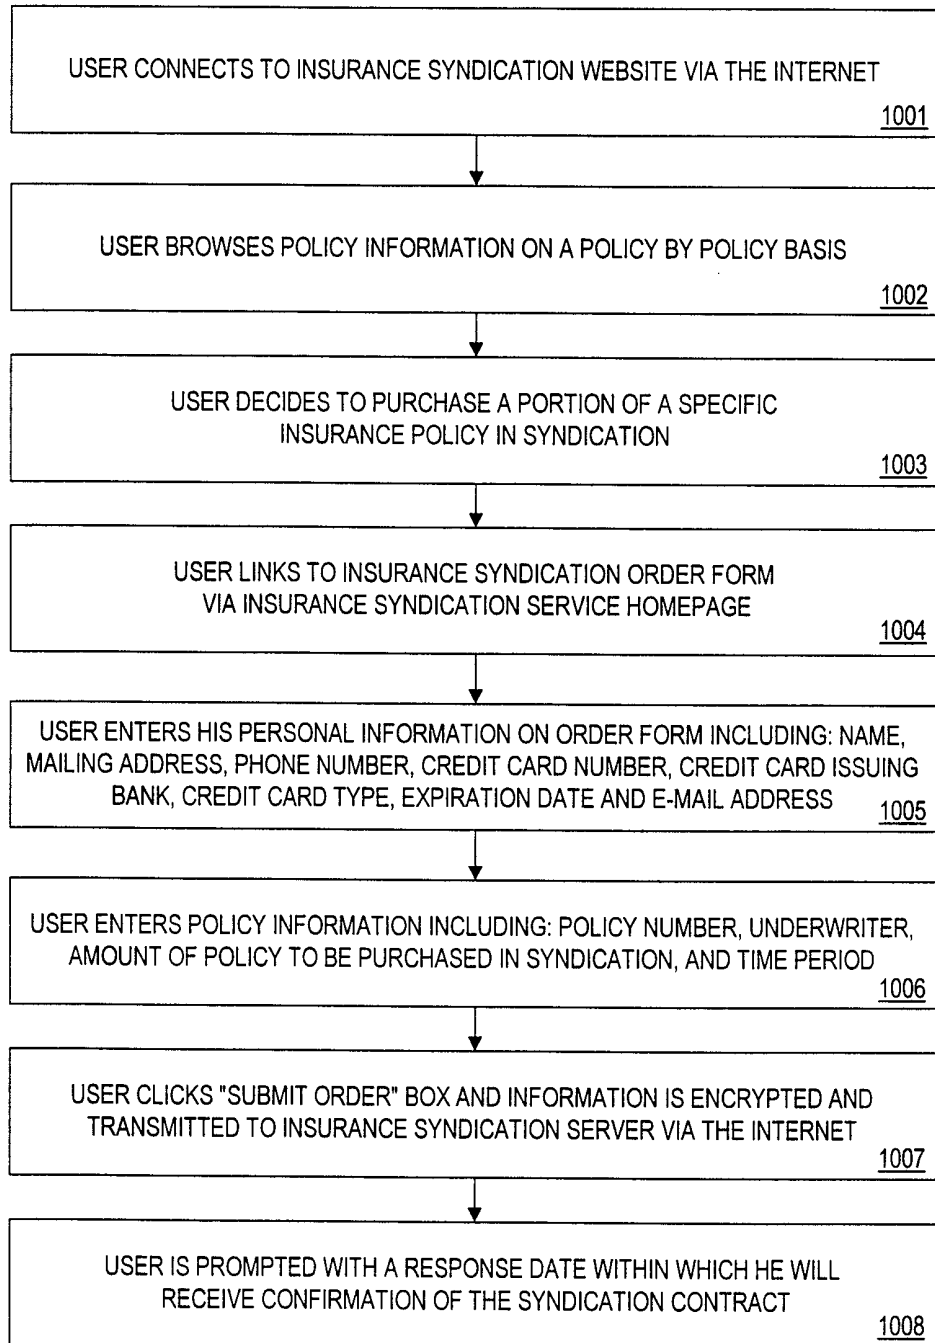 USER CONNECTS TO INSURANCE SYNDICATION WEBSITE VIA THE INTERNET
1001
USER BROWSES POLICY INFORMATION ON A POLICY BY POLICY BASIS
1002
USER DECIDES TO PURCHASE A PORTION OF A SPECIFIC
INSURANCE POLICY IN SYNDICATION
1003
USER LINKS TO INSURANCE SYNDICATION ORDER FORM
VIA INSURANCE SYNDICATION SERVICE HOMEPAGE
1004
USER ENTERS HIS PERSONAL INFORMATION ON ORDER FORM INCLUDING: NAME,
MAILING ADDRESS, PHONE NUMBER, CREDIT CARD NUMBER, CREDIT CARD ISSUING
BANK, CREDIT CARD TYPE, EXPIRATION DATE AND E-MAIL ADDRESS
1005
USER ENTERS POLICY INFORMATION INCLUDING: POLICY NUMBER, UNDERWRITER,
AMOUNT OF POLICY TO BE PURCHASED IN SYNDICATION, AND TIME PERIOD
1006
USER CLICKS "SUBMIT ORDER" BOX AND INFORMATION IS ENCRYPTED AND
TRANSMITTED TO INSURANCE SYNDICATION SERVER VIA THE INTERNET
1007
USER IS PROMPTED WITH A RESPONSE DATE WITHIN WHICH HE WILL
RECEIVE CONFIRMATION OF THE SYNDICATION CONTRACT
1008